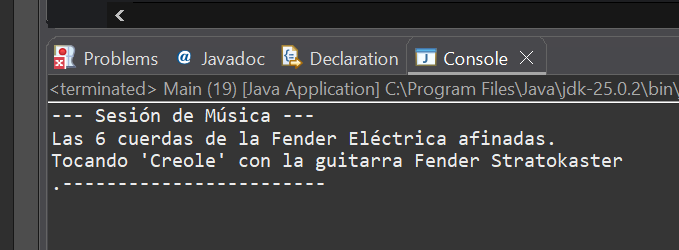 Problems Javadoc Declaration Console
<terminated> Main (19) [Java Application] C:\Program Files\Java\jdk-25.0.2\bin\
--- Sesión de Música ---
Las 6 cuerdas de la Fender Eléctrica afinadas.
Tocando 'Creole' con la guitarra Fender Stratokaster
.-------------------------